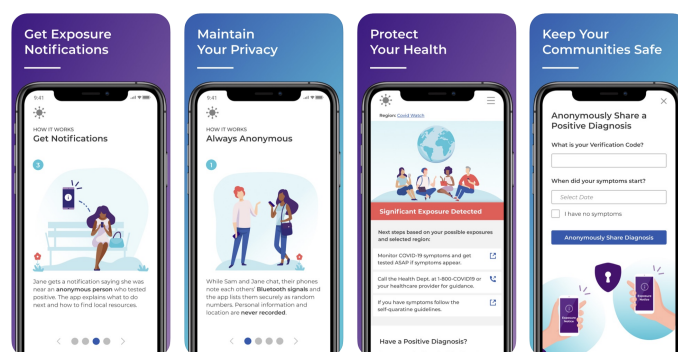 Get Exposure
Notifications
9:41
HOW IT WORKS
Get Notifications
3
Jane gets a notification saying she was
near an anonymous person who tested
positive. The app explains what to do
next and how to find local resources.
Maintain
Your Privacy
9:41
HOW IT WORKS
Always Anonymous
1
While Sam and Jane chat, their phones
note each others' Bluetooth signals and
the app lists them securely as random
numbers. Personal information and
location are never recorded.
Protect
Your Health
Region: Covid Watch
Significant Exposure Detected
Next steps based on your possible exposures
and selected region:
Monitor COVID-19 symptoms and get
tested ASAP if symptoms appear.
Call the Health Dept. at 1-800-COVID19 or
your healthcare provider for guidance.
If you have symptoms follow the
self-quarantine guidelines.
Have a Positive Diagnosis?
Keep Your
Communities Safe
Anonymously Share a
Positive Diagnosis
What is your Verification Code?
When did your symptoms start?
Select Date
I have no symptoms
Anonymously Share Diagnosis
Exposure
Notice
Exposure
Notice